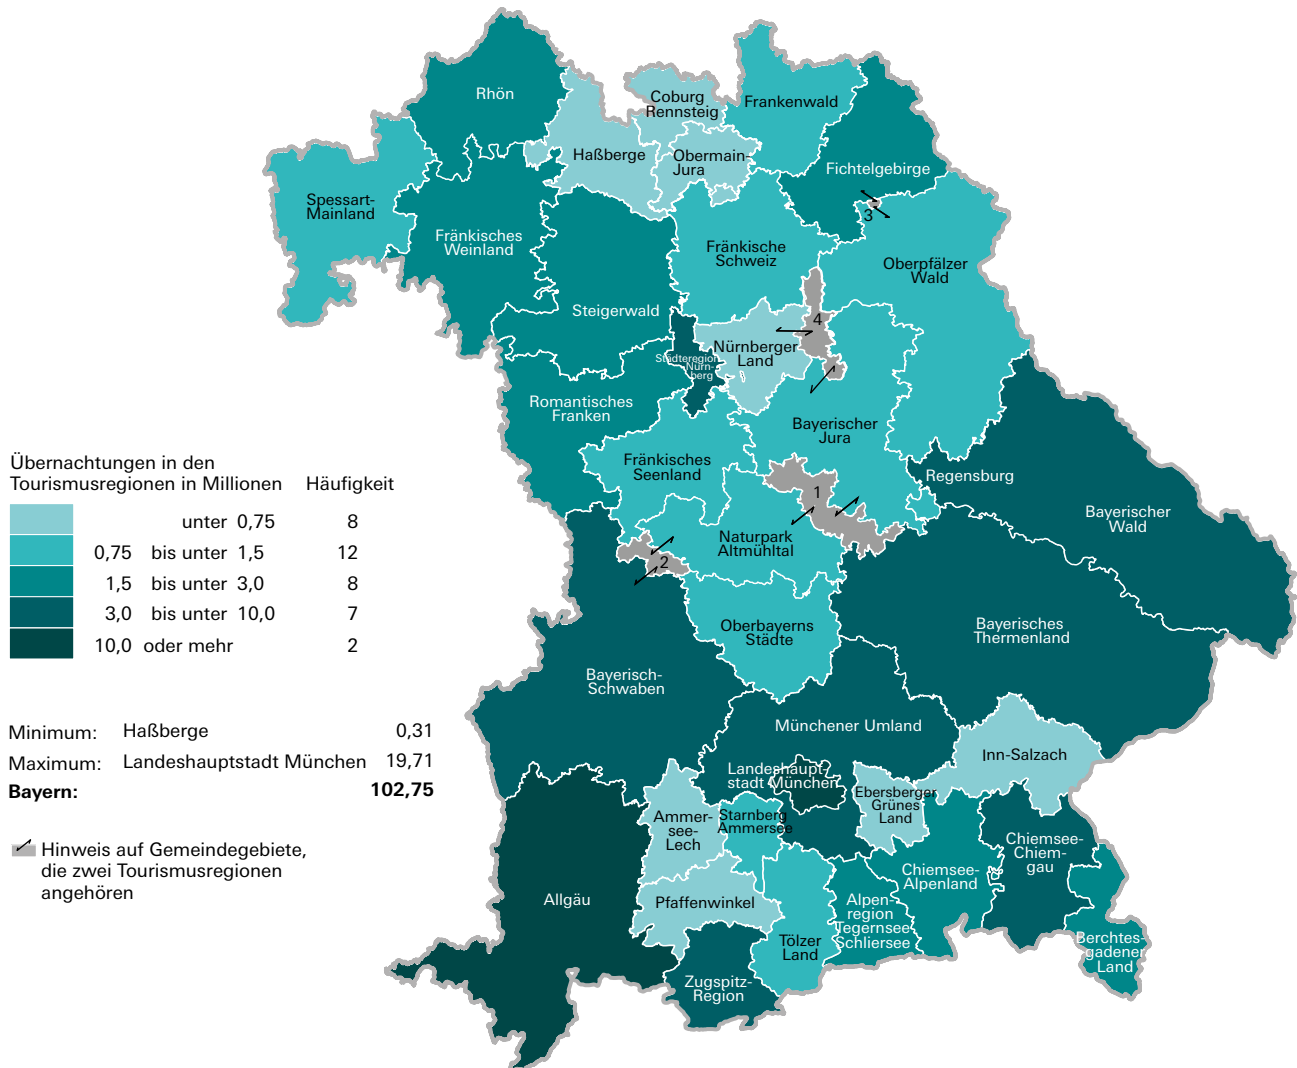 Rhön
Coburg
Rennsteig
Frankenwald
Haßberge
Obermain-
Jura
Fichtelgebirge
Spessart-
Mainland
3
Fränkisches
Weinland
Fränkische
Schweiz
Oberpfälzer
Wald
Steigerwald
4
Städteregion
Nürn-
berg
Nürnberger
Land
Romantisches
Franken
Bayerischer
Jura
Fränkisches
Seenland
Regensburg
1
Bayerischer
Wald
Naturpark
Altmühltal
2
Oberbayerns
Städte
Bayerisches
Thermenland
Bayerisch-
Schwaben
Münchener Umland
Inn-Salzach
Landeshaupt-
stadt München
Ebersberger
Grünes
Land
Ammer-
see-
Lech
Starnberg
Ammersee
Chiemsee-
Chiem-
gau
Chiemsee-
Alpenland
Allgäu
Pfaffenwinkel
Alpen-
region
Tegernsee
Schliersee
Tölzer
Land
Berchtes-
gadener
Land
Zugspitz-
Region
Übernachtungen in den
Tourismusregionen in Millionen Häufigkeit
unter 0,75 8
0,75 bis unter 1,5 12
1,5 bis unter 3,0 8
3,0 bis unter 10,0 7
10,0 oder mehr 2
Minimum: Haßberge 0,31
Maximum: Landeshauptstadt München 19,71
Bayern: 102,75
Hinweis auf Gemeindegebiete,
die zwei Tourismusregionen
angehören